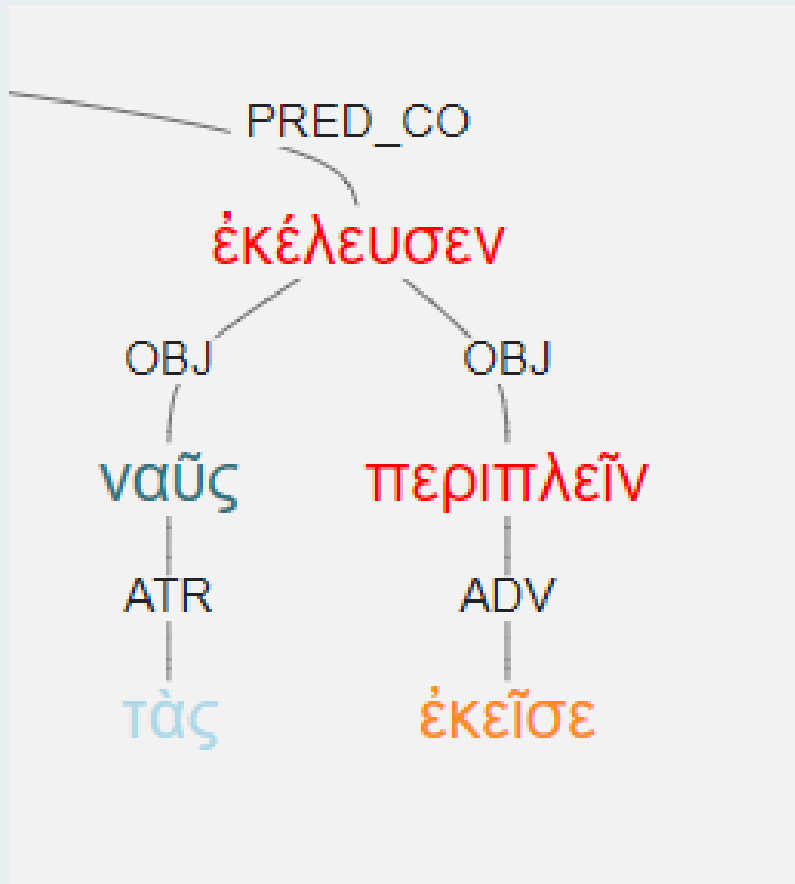 PRED_CO
ἐκέλευσεν
OBJ OBJ
ναῦς περιπλεῖν
ATR ADV
τὰς ἐκεῖσε